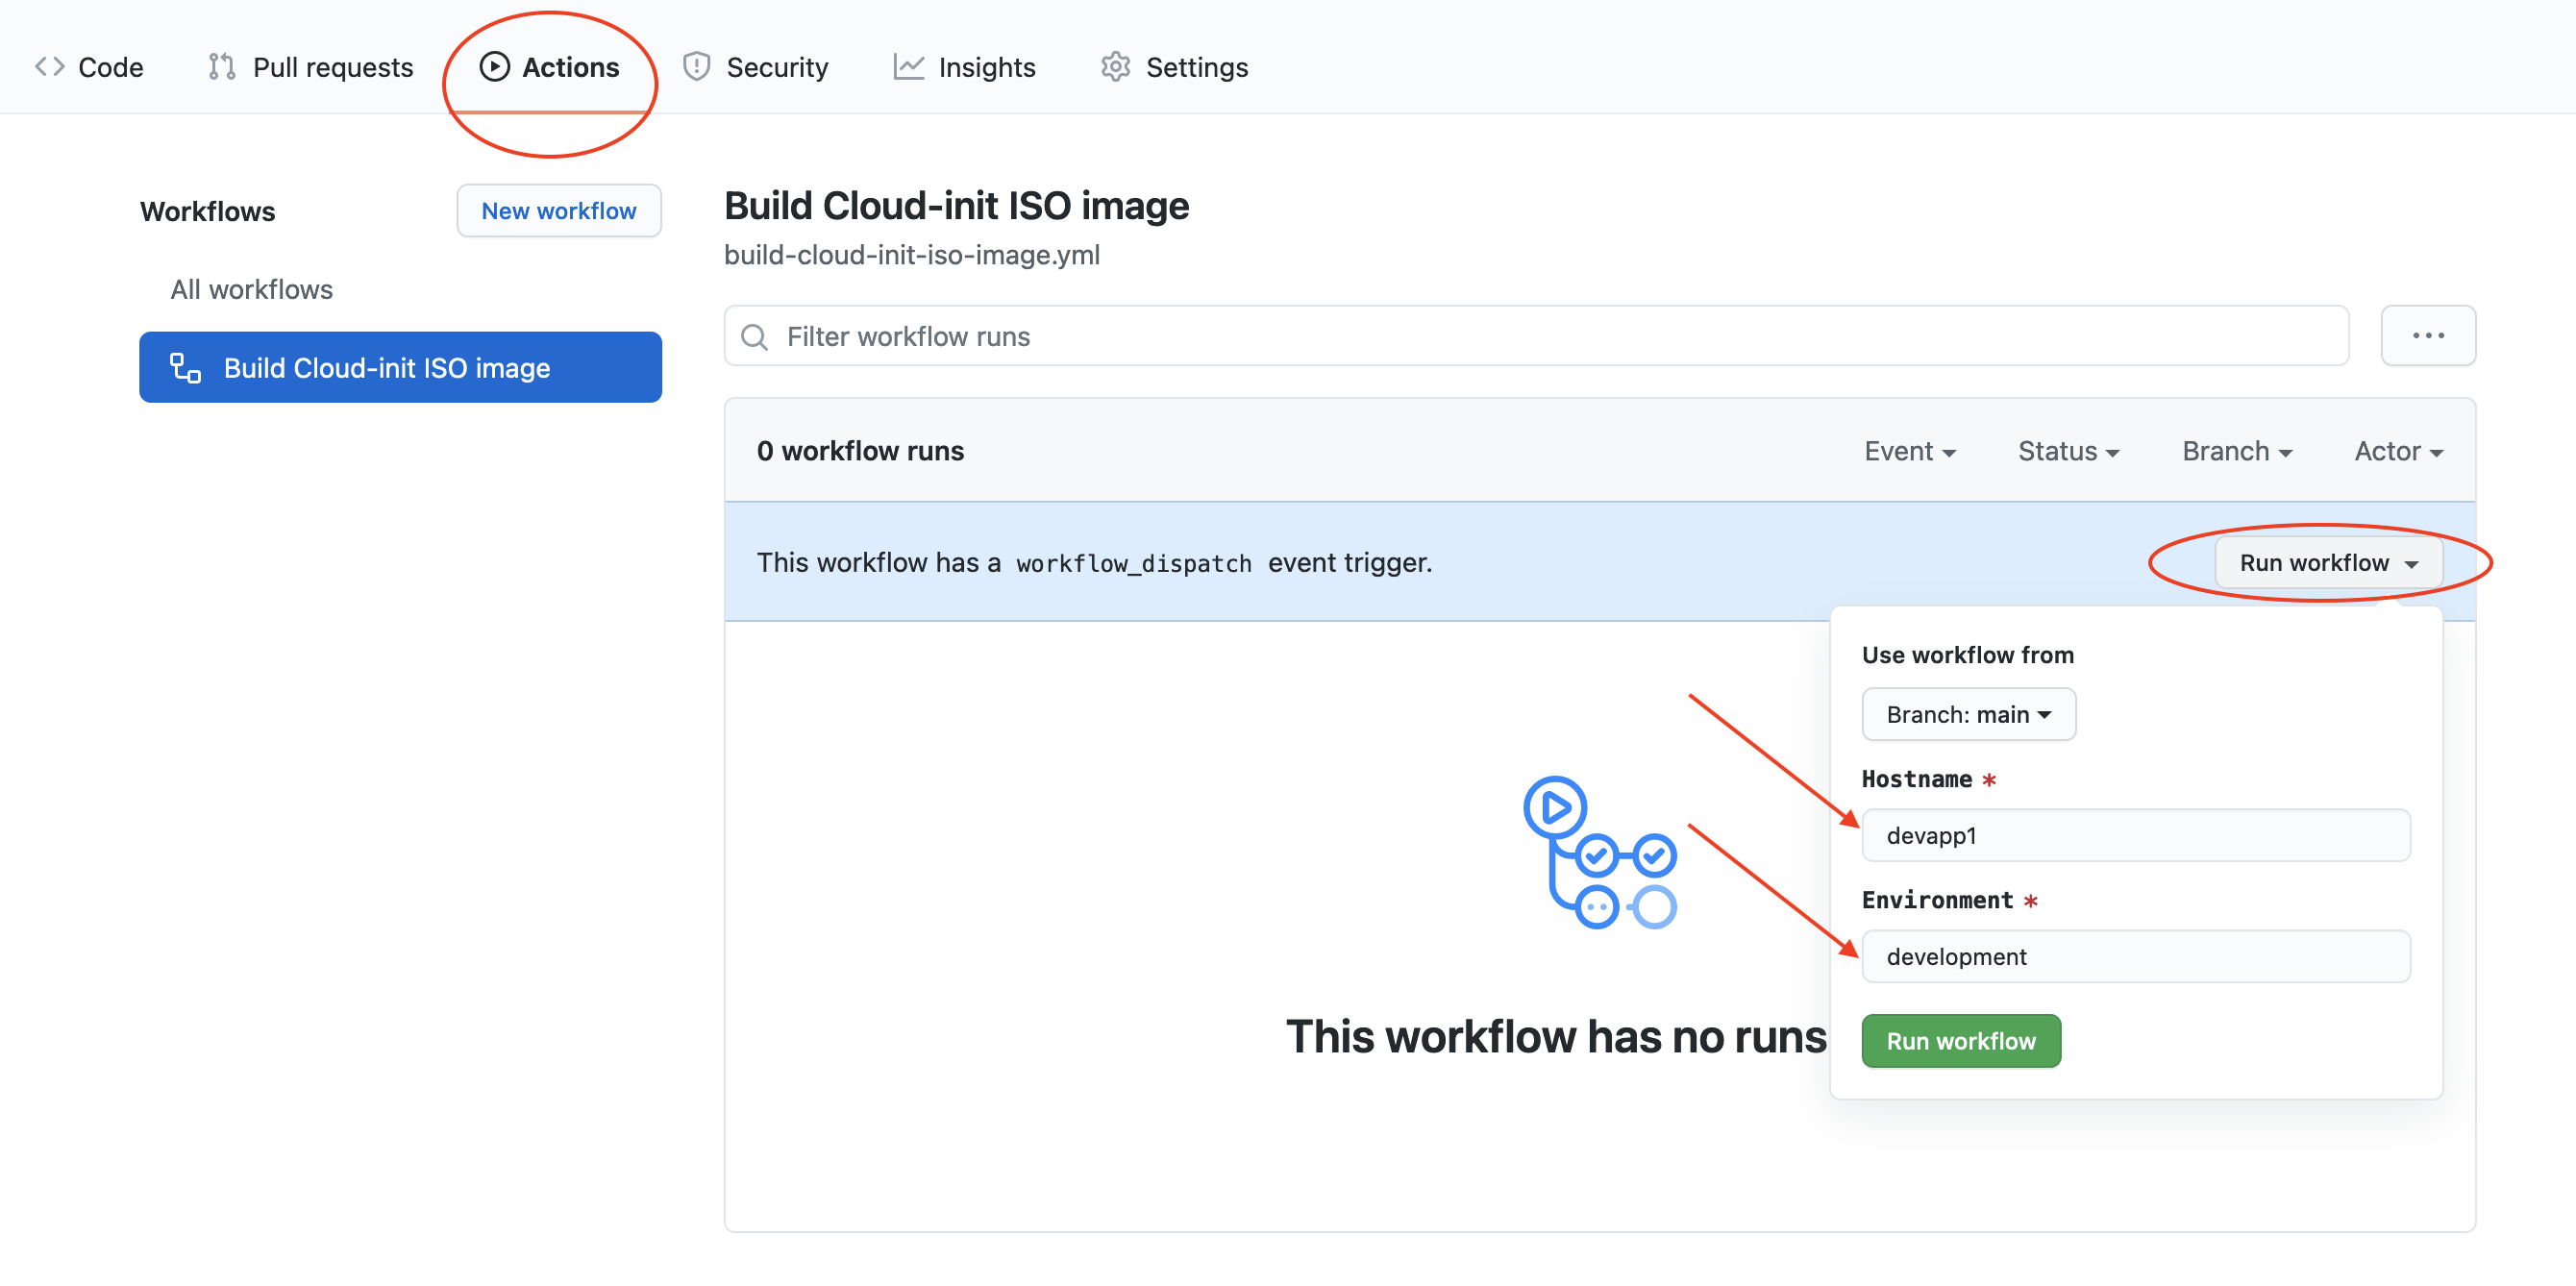 Code Pull requests Actions Security Insights Settings
Workflows New workflow
All workflows
Build Cloud-init ISO image
Build Cloud-init ISO image
build-cloud-init-iso-image.yml
Filter workflow runs
0 workflow runs Event Status Branch Actor
This workflow has a workflow_dispatch event trigger. Run workflow
Use workflow from
Branch: main
Hostname *
devapp1
Environment *
development
Run workflow
This workflow has no runs